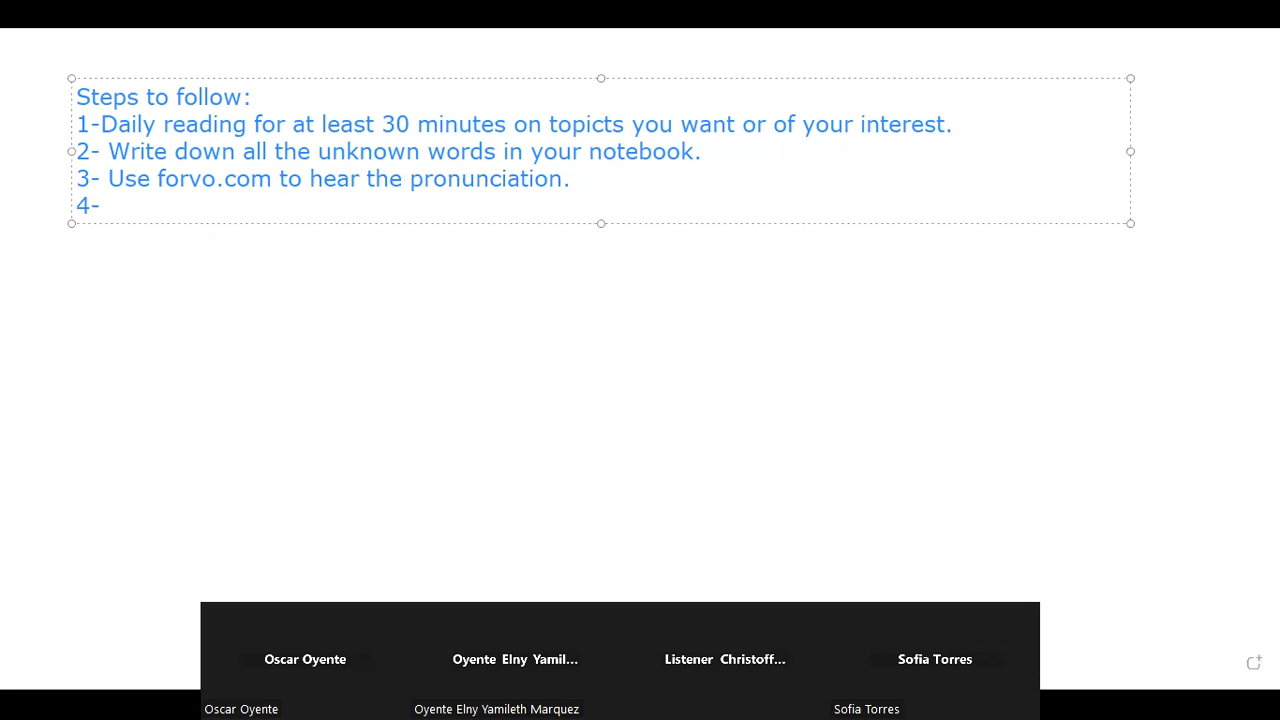 Steps to follow:
1-Daily reading for at least 30 minutes on topicts you want or of your interest.
2- Write down all the unknown words in your notebook.
3- Use forvo.com to hear the pronunciation.
4-
Oscar Oyente
Oyente Elny Yamil...
Listener Christoff...
Sofia Torres
Oscar Oyente
Oyente Elny Yamileth Marquez
Sofia Torres